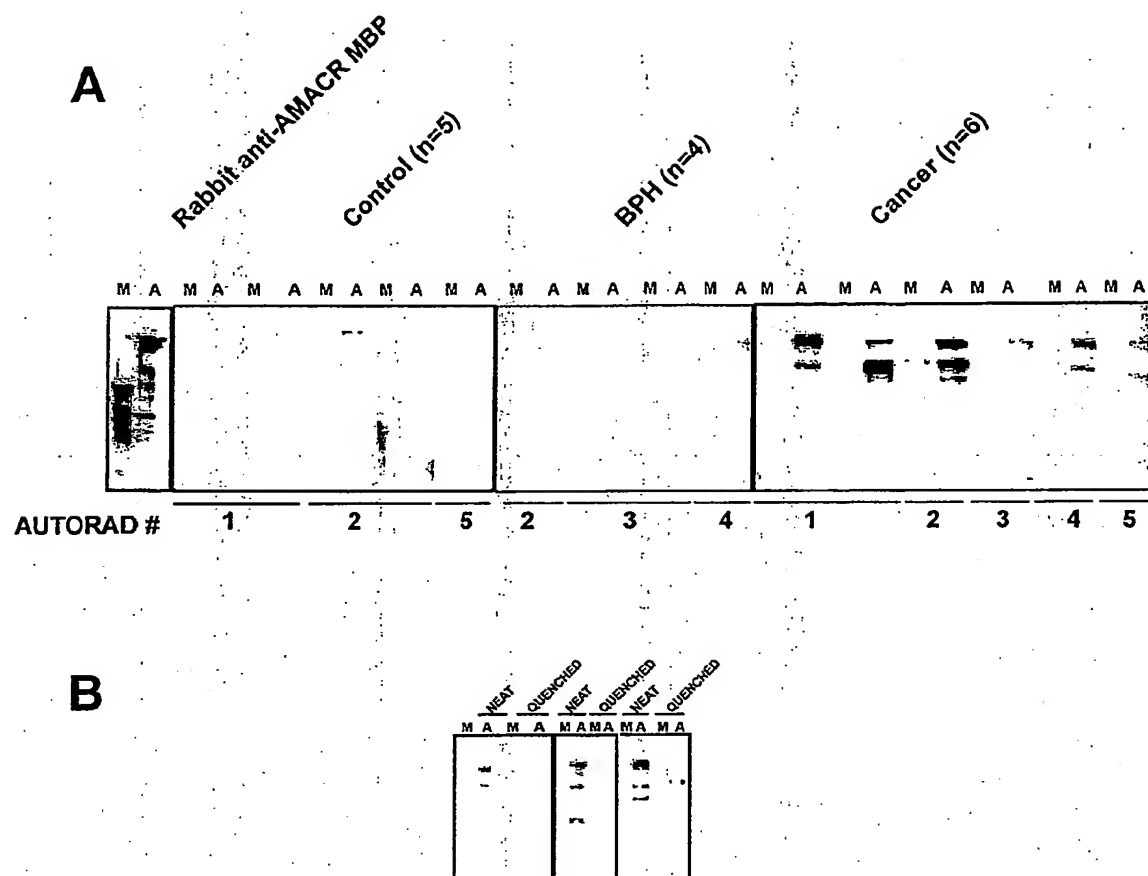 A
Rabbit anti-AMACR MBP
Control (n=5)
BPH (n=4)
Cancer (n=6)
M A M A M A M A M A M A M A M A M A M A M A M A M A M A M A M A
AUTORAD # 1 2 5 2 3 4 1 2 3 4 5
B
NEAT QUENCHED NEAT QUENCHED NEAT QUENCHED
M A M A M A M A M A M A